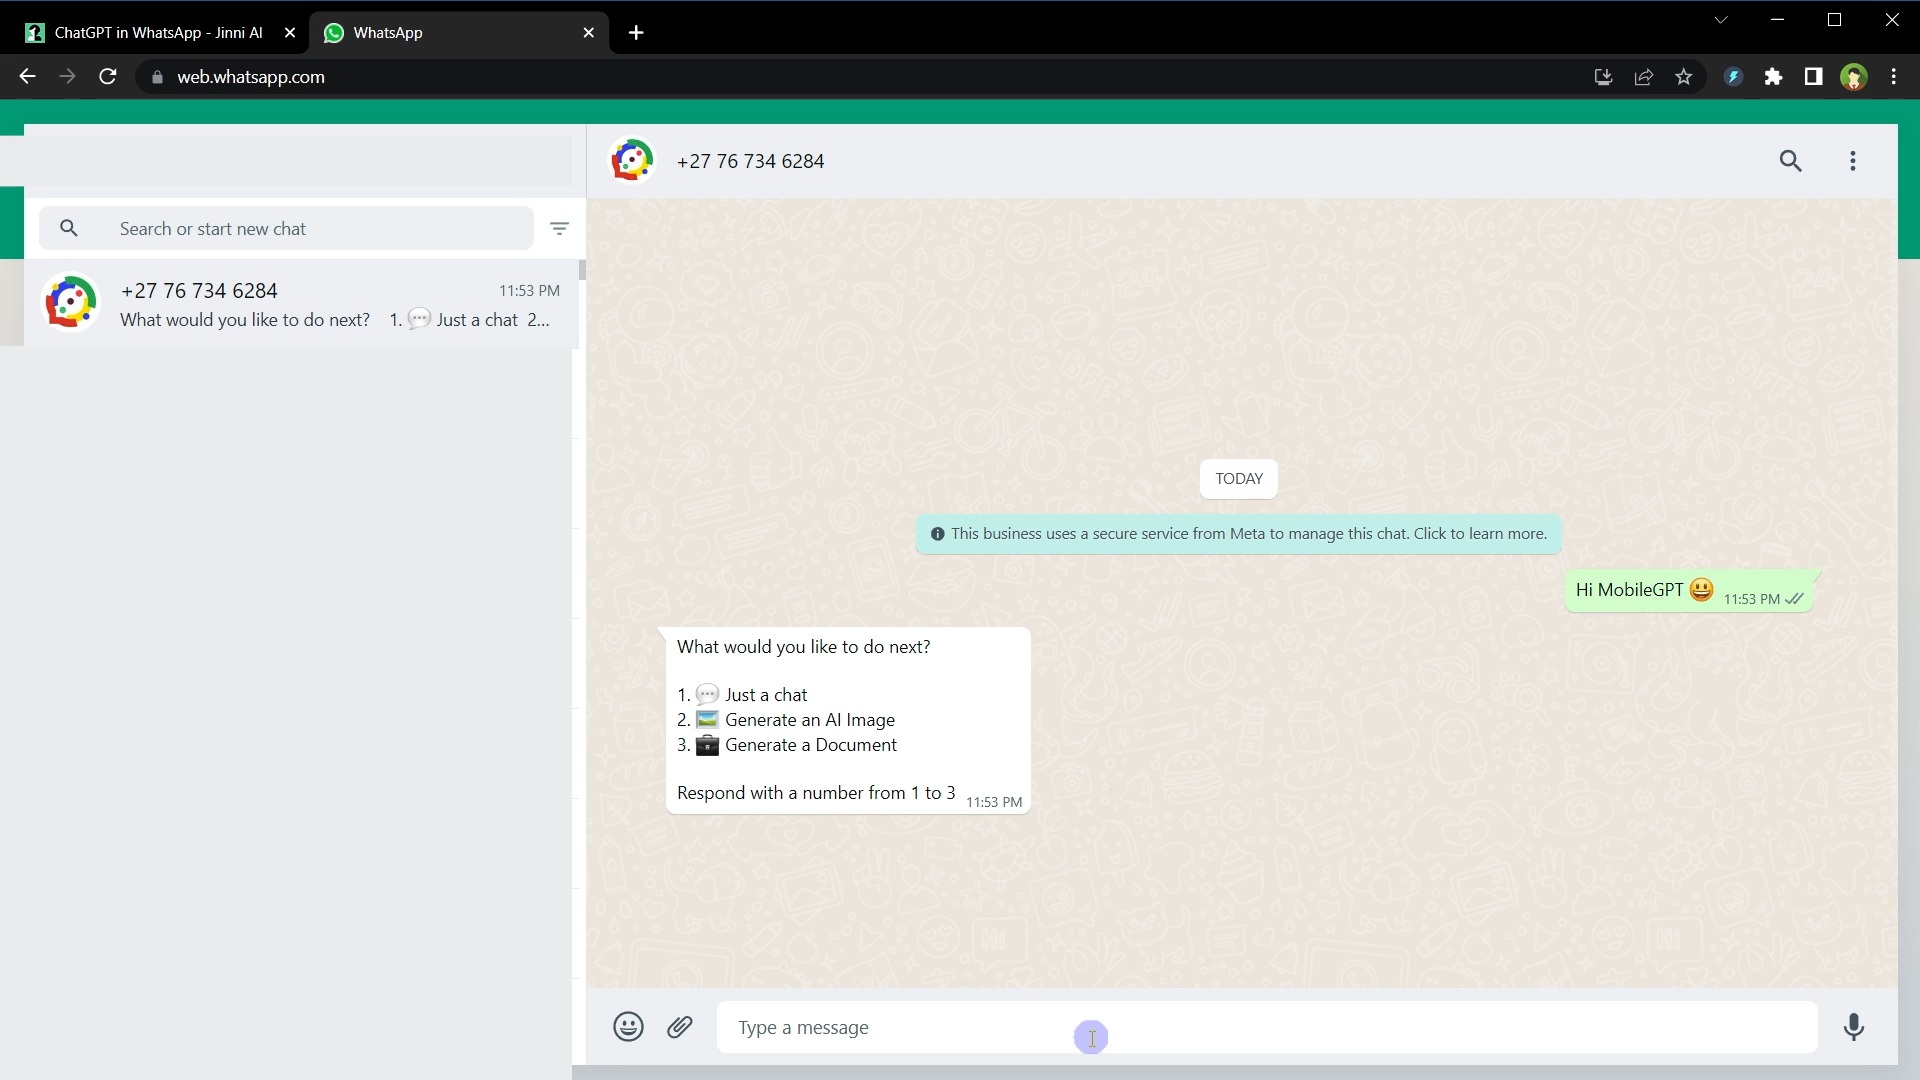 ChatGPT in WhatsApp - Jinni AI
WhatsApp
web.whatsapp.com
+27 76 734 6284
Search or start new chat
+27 76 734 6284
11:53 PM
What would you like to do next? 1. 💬 Just a chat 2...
TODAY
This business uses a secure service from Meta to manage this chat. Click to learn more.
Hi MobileGPT 😃 11:53 PM
What would you like to do next?
1. 💬 Just a chat
2. 🖼️ Generate an AI Image
3. 💼 Generate a Document
Respond with a number from 1 to 3 11:53 PM
Type a message